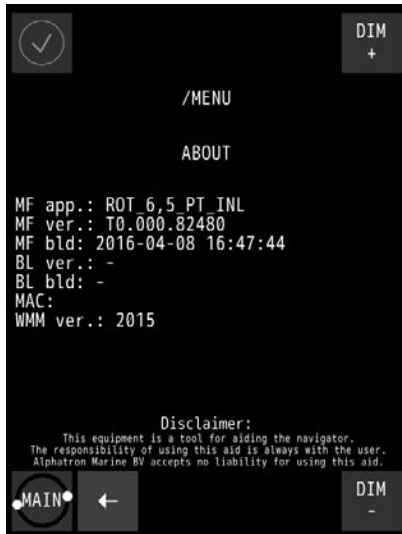 DIM
+
/MENU
ABOUT
MF app.: ROT_6,5_PT_INL
MF ver.: T0.000.82480
MF bld: 2016-04-08 16:47:44
BL ver.: -
BL bld: -
MAC:
WMM ver.: 2015
Disclaimer:
This equipment is a tool for aiding the navigator.
The responsibility of using this aid is always with the user.
Alphatron Marine BV accepts no liability for using this aid.
MAIN
←
DIM
-